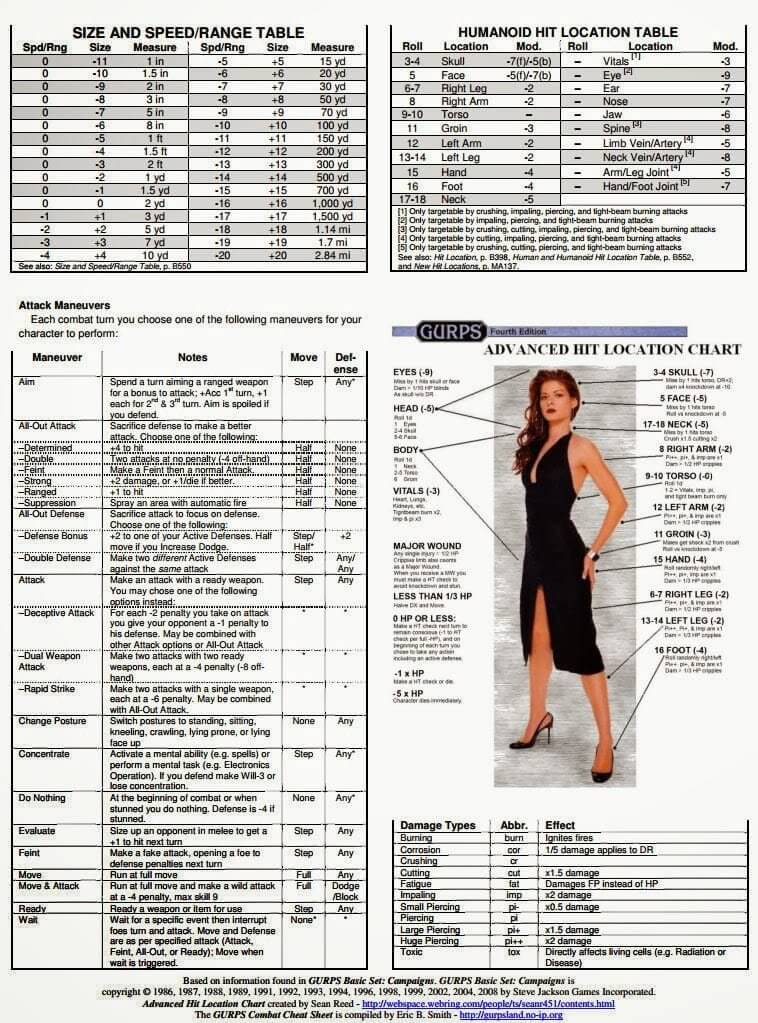 SIZE AND SPEED/RANGE TABLE
Spd/Rng Size Measure Spd/Rng Size Measure
0 -11 1 in -5 +5 15 yd
0 -10 1.5 in -6 +6 20 yd
0 -9 2 in -7 +7 30 yd
0 -8 3 in -8 +8 50 yd
0 -7 5 in -9 +9 70 yd
0 -6 8 in -10 +10 100 yd
0 -5 1 ft -11 +11 150 yd
0 -4 1.5 ft -12 +12 200 yd
0 -3 2 ft -13 +13 300 yd
0 -2 1 yd -14 +14 500 yd
0 -1 1.5 yd -15 +15 700 yd
0 0 2 yd -16 +16 1,000 yd
-1 +1 3 yd -17 +17 1,500 yd
-2 +2 5 yd -18 +18 1.14 mi
-3 +3 7 yd -19 +19 1.7 mi
-4 +4 10 yd -20 +20 2.84 mi
See also: Size and Speed/Range Table, p. B550
HUMANOID HIT LOCATION TABLE
Roll Location Mod. Roll Location Mod.
3-4 Skull -7(f)/-5(b) – Vitals [1] -3
5 Face -5(f)/-7(b) – Eye [2] -9
6-7 Right Leg -2 – Ear -7
8 Right Arm -2 – Nose -7
9-10 Torso – – Jaw -6
11 Groin -3 – Spine [3] -8
12 Left Arm -2 – Limb Vein/Artery [4] -5
13-14 Left Leg -2 – Neck Vein/Artery [4] -8
15 Hand -4 – Arm/Leg Joint [4] -5
16 Foot -4 – Hand/Foot Joint [5] -7
17-18 Neck -5
[1] Only targetable by crushing, impaling, piercing, and tight-beam burning attacks
[2] Only targetable by impaling, piercing, and tight-beam burning attacks
[3] Only targetable by crushing, cutting, impaling, piercing, and tight-beam burning attacks
[4] Only targetable by cutting, impaling, piercing, and tight-beam burning attacks
[5] Only targetable by crushing, cutting, piercing, and tight-beam burning attacks
See also: Hit Location, p. B398, Human and Humanoid Hit Location Table, p. B552,
and New Hit Locations, p. MA137.
Attack Maneuvers
Each combat turn you choose one of the following maneuvers for your
character to perform:
Maneuver Notes Move Def-
ense
Aim Spend a turn aiming a ranged weapon Step Any*
for a bonus to attack; +Acc 1st turn, +1
each for 2nd & 3rd turn. Aim is spoiled if
you defend.
All-Out Attack Sacrifice defense to make a better
attack. Choose one of the following:
–Determined +4 to hit Half None
–Double Two attacks at no penalty (-4 off-hand) Half None
–Feint Make a Feint then a normal Attack. Half None
–Strong +2 damage, or +1/die if better. Half None
–Ranged +1 to hit Half None
–Suppression Spray an area with automatic fire Half None
All-Out Defense Sacrifice attack to focus on defense.
Choose one of the following:
–Defense Bonus +2 to one of your Active Defenses. Half Step/ +2
move if you Increase Dodge. Half*
–Double Defense Make two different Active Defenses Step Any/
against the same attack Any
Attack Make an attack with a ready weapon. Step Any
You may chose one of the following
options instead:
–Deceptive Attack For each -2 penalty you take on attack * *
you give your opponent a -1 penalty to
his defense. May be combined with
other Attack options or All-Out Attack
–Dual Weapon Make two attacks with two ready * *
Attack weapons, each at a -4 penalty (-8 off-
hand)
–Rapid Strike Make two attacks with a single weapon, * *
each at a -6 penalty. May be combined
with All-Out Attack.
Change Posture Switch postures to standing, sitting, None Any
kneeling, crawling, lying prone, or lying
face up
Concentrate Activate a mental ability (e.g. spells) or Step Any*
perform a mental task (e.g. Electronics
Operation). If you defend make Will-3 or
lose concentration.
Do Nothing At the beginning of combat or when None Any*
stunned you do nothing. Defense is -4 if
stunned.
Evaluate Size up an opponent in melee to get a Step Any
+1 to hit next turn
Feint Make a fake attack, opening a foe to Step Any
defense penalties next turn
Move Run at full move Full Any
Move & Attack Run at full move and make a wild attack Full Dodge
at a -4 penalty, max skill 9 /Block
Ready Ready a weapon or item for use Step Any
Wait Wait for a specific event then interrupt None* *
foes turn and attack. Move and Defense
are as per specified attack (Attack,
Feint, All-Out, or Ready); Move when
wait is triggered.
GURPS Fourth Edition
ADVANCED HIT LOCATION CHART
EYES (-9)
Miss by 1 hits skull or face
Dam > 1/10 HP blinds
As skull w/o DR
HEAD (-5)
Roll 1d
1 Eyes
2-4 Skull
5-6 Face
BODY
Roll 1d
1 Neck
2-5 Torso
6 Groin
VITALS (-3)
Heart, Lungs,
Kidneys, etc.
Tightbeam burn x2,
Imp & pi x3
MAJOR WOUND
Any single injury > 1/2 HP
Crippled limb also counts
as a Major Wound.
When you receive a MW you
must make a HT check to
avoid knockdown and stun.
LESS THAN 1/3 HP
Halve DX and Move.
0 HP OR LESS:
Make a HT check next turn to
remain conscious (-1 to HT
check per full -HP), and on
beginning of each turn you
chose to take any action
including an active defense.
-1 x HP
Make a HT check or die.
-5 x HP
Character dies immediately.
3-4 SKULL (-7)
Miss by 1 hits torso, DR+2,
dam x4 knockdown at -10
5 FACE (-5)
Miss by 1 hits torso
Roll vs knockdown at -5
17-18 NECK (-5)
Miss by 1 hits torso
Crush x1.5 cutting x2
8 RIGHT ARM (-2)
Pi++, pi+, & imp are x1
Dam > 1/2 HP cripples
9-10 TORSO (-0)
Roll 1d
1 = Vitals, imp, pi,
and tight beam burn only
12 LEFT ARM (-2)
Pi++, pi+, & imp are x1
Dam > 1/2 HP cripples
11 GROIN (-3)
Males get shock x2 from crush
Roll vs knockdown at -5
15 HAND (-4)
Roll randomly right/left
Pi++, pi+, imp are x1
Dam > 1/3 HP cripples
6-7 RIGHT LEG (-2)
Pi++, pi+, & imp are x1
Dam > 1/2 HP cripples
13-14 LEFT LEG (-2)
Pi++, pi+, & imp are x1
Dam > 1/2 HP cripples
16 FOOT (-4)
Roll randomly right/left
Pi++, pi+, & imp are x1
Dam > 1/3 HP cripples
Damage Types Abbr. Effect
Burning burn Ignites fires
Corrosion cor 1/5 damage applies to DR
Crushing cr
Cutting cut x1.5 damage
Fatigue fat Damages FP instead of HP
Impaling imp x2 damage
Small Piercing pi- x0.5 damage
Piercing pi
Large Piercing pi+ x1.5 damage
Huge Piercing pi++ x2 damage
Toxic tox Directly affects living cells (e.g. Radiation or
Disease)
Based on information found in GURPS Basic Set: Campaigns. GURPS Basic Set: Campaigns is
copyright © 1986, 1987, 1988, 1989, 1991, 1992, 1993, 1994, 1996, 1998, 1999, 2002, 2004, 2008 by Steve Jackson Games Incorporated.
Advanced Hit Location Chart created by Sean Reed - http://webspace.webring.com/people/ts/seanr451/contents.html
The GURPS Combat Cheat Sheet is compiled by Eric B. Smith - http://gurpsland.no-ip.org